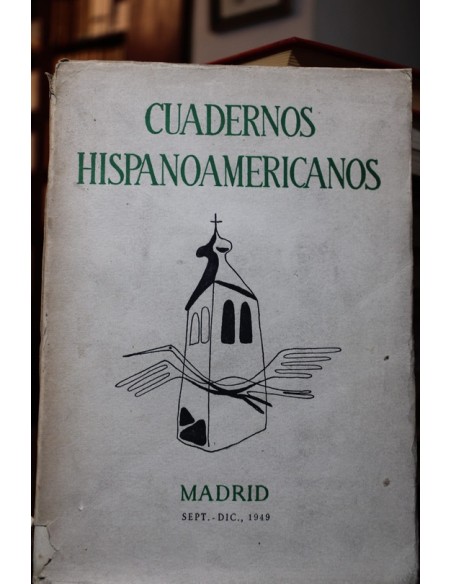 CUADERNOS
HISPANOAMERICANOS
MADRID
SEPT.-DIC., 1949